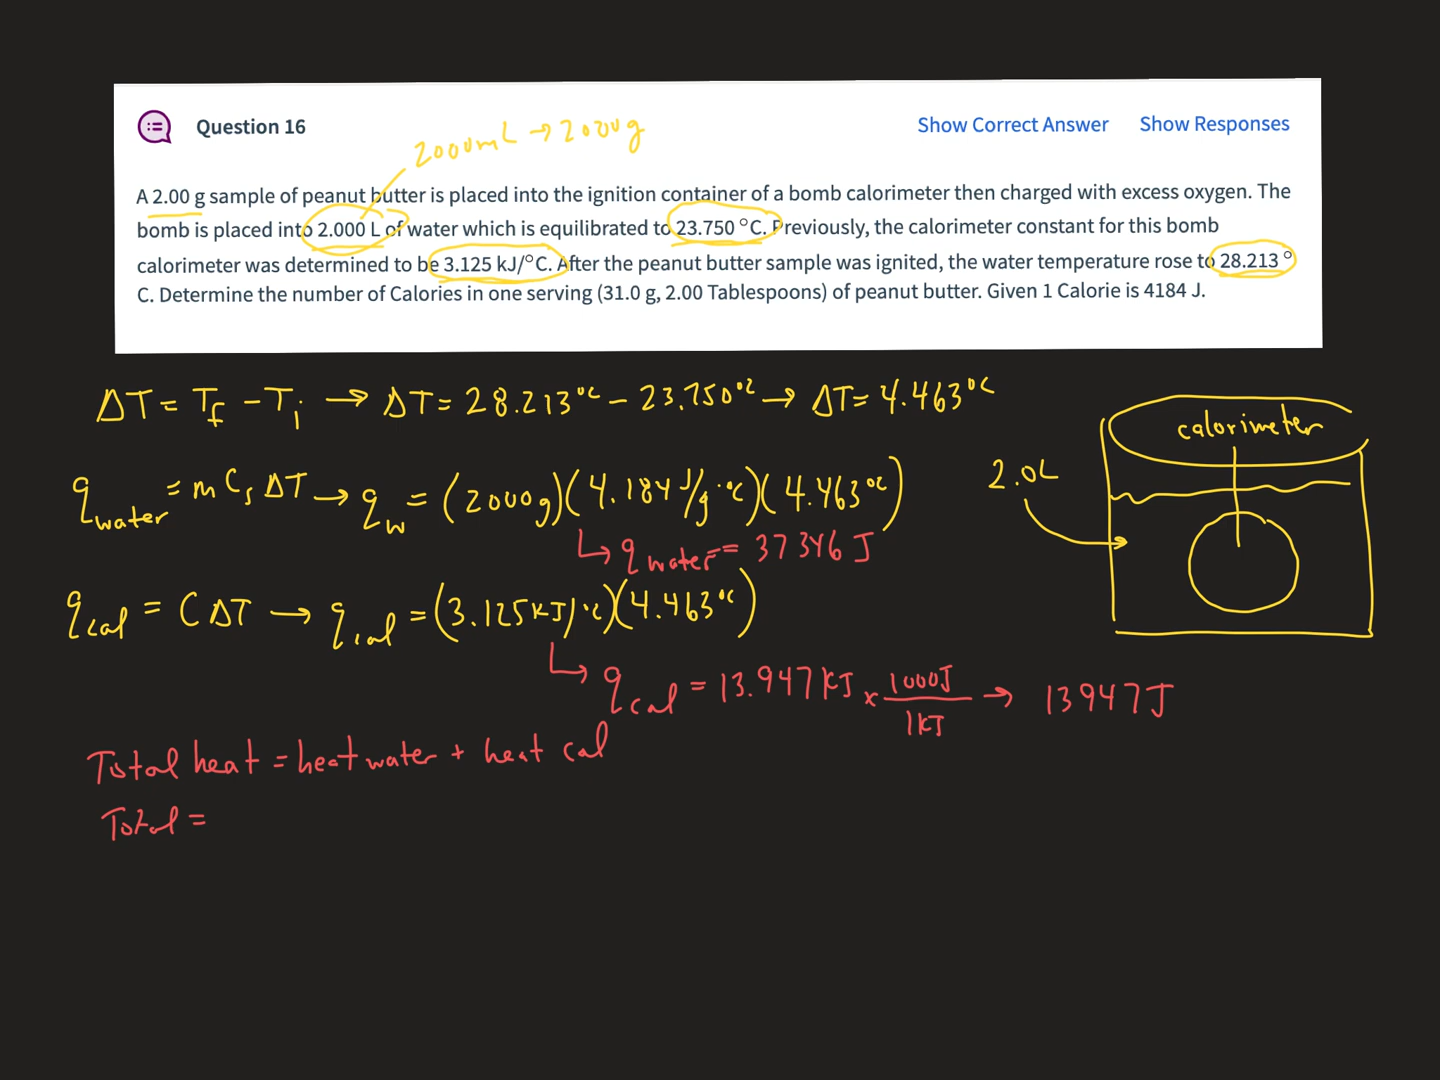 Question 16
Show Correct Answer
Show Responses
2000mL → 2000g
A 2.00 g sample of peanut butter is placed into the ignition container of a bomb calorimeter then charged with excess oxygen. The
bomb is placed into 2.000 L of water which is equilibrated to 23.750 °C. Previously, the calorimeter constant for this bomb
calorimeter was determined to be 3.125 kJ/°C. After the peanut butter sample was ignited, the water temperature rose to 28.213 °
C. Determine the number of Calories in one serving (31.0 g, 2.00 Tablespoons) of peanut butter. Given 1 Calorie is 4184 J.
ΔT = Tf - Ti → ΔT = 28.213°C - 23.750°C → ΔT = 4.463°C
calorimeter
2.0L
qwater = mCsΔT → qw = (2000g)(4.184 J/g·°C)(4.463°C)
↳ qwater = 37346 J
qcal = CΔT → qcal = (3.125 KJ/°C)(4.463°C)
↳ qcal = 13.947 KJ x 1000J/1KJ → 13947 J
Total heat = heat water + heat cal
Total =